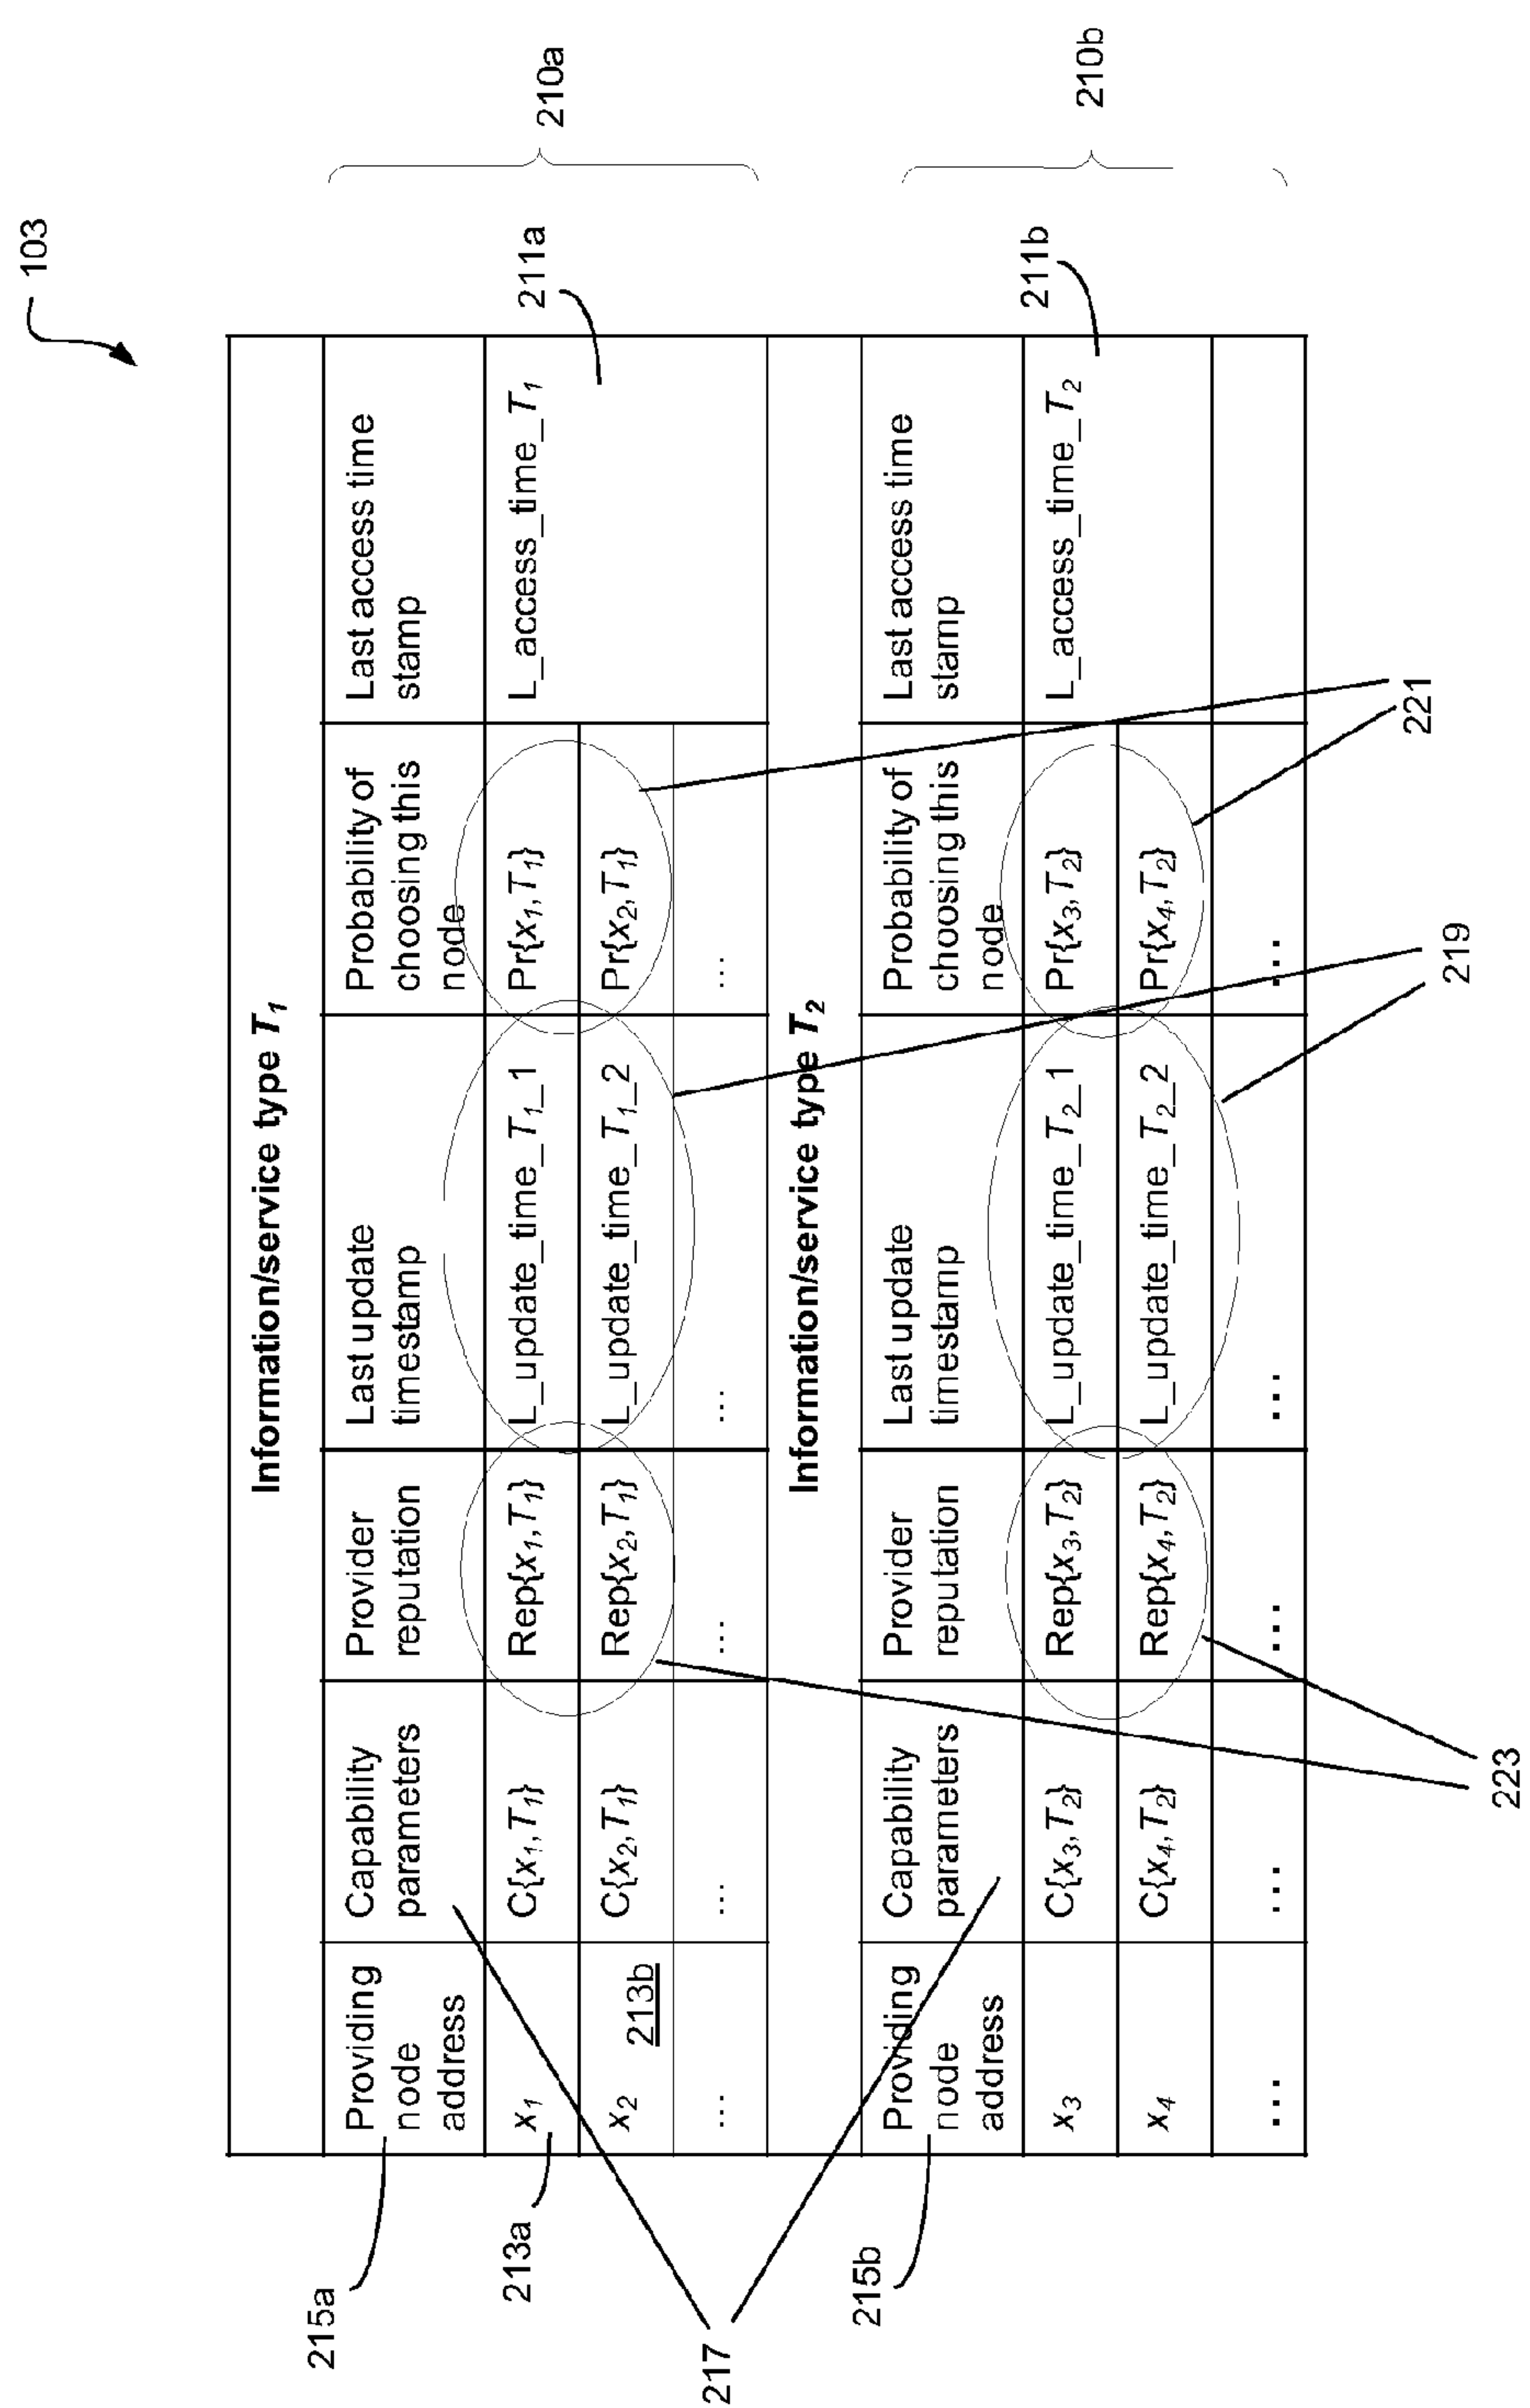 103
Information/service type T₁
Providing node address | Capability parameters | Provider reputation | Last update timestamp | Probability of choosing this node | Last access time stamp
x₁ | C{x₁,T₁} | Rep{x₁,T₁} | L_update_time_T₁_1 | Pr{x₁,T₁} | L_access_time_T₁
x₂ 213b | C{x₂,T₁} | Rep{x₂,T₁} | L_update_time_T₁_2 | Pr{x₂,T₁}
... | ... | ... | ... | ...
Information/service type T₂
Providing node address | Capability parameters | Provider reputation | Last update timestamp | Probability of choosing this node | Last access time stamp
x₃ | C{x₃,T₂} | Rep{x₃,T₂} | L_update_time_T₂_1 | Pr{x₃,T₂} | L_access_time_T₂
x₄ | C{x₄,T₂} | Rep{x₄,T₂} | L_update_time_T₂_2 | Pr{x₄,T₂}
... | ... | ... | ... | ...
215a
213a
217
215b
210a
211a
210b
211b
221
219
223